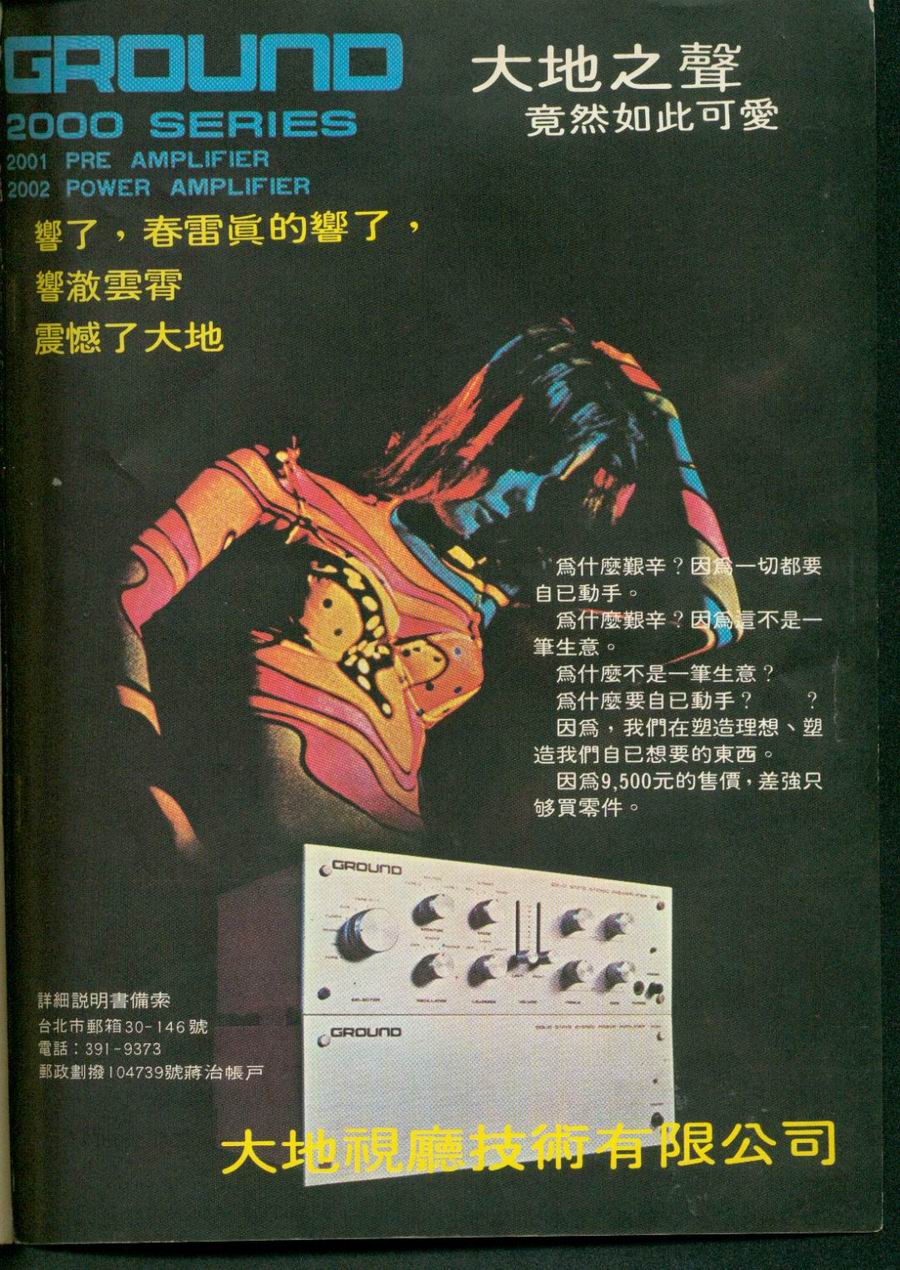 GROUND
2000 SERIES
2001 PRE AMPLIFIER
2002 POWER AMPLIFIER
大地之聲
竟然如此可愛
響了，春雷眞的響了，
響澈雲霄
震憾了大地
爲什麼艱辛？因爲一切都要
自已動手。
爲什麼艱辛？因爲這不是一
筆生意。
爲什麼不是一筆生意？
爲什麼要自已動手？　　？
因爲，我們在塑造理想、塑
造我們自已想要的東西。
因爲9,500元的售價，差強只
够買零件。
GROUND
GROUND
詳細説明書備索
台北市郵箱30-146號
電話：391-9373
郵政劃撥104739號蔣治帳戸
大地視廳技術有限公司